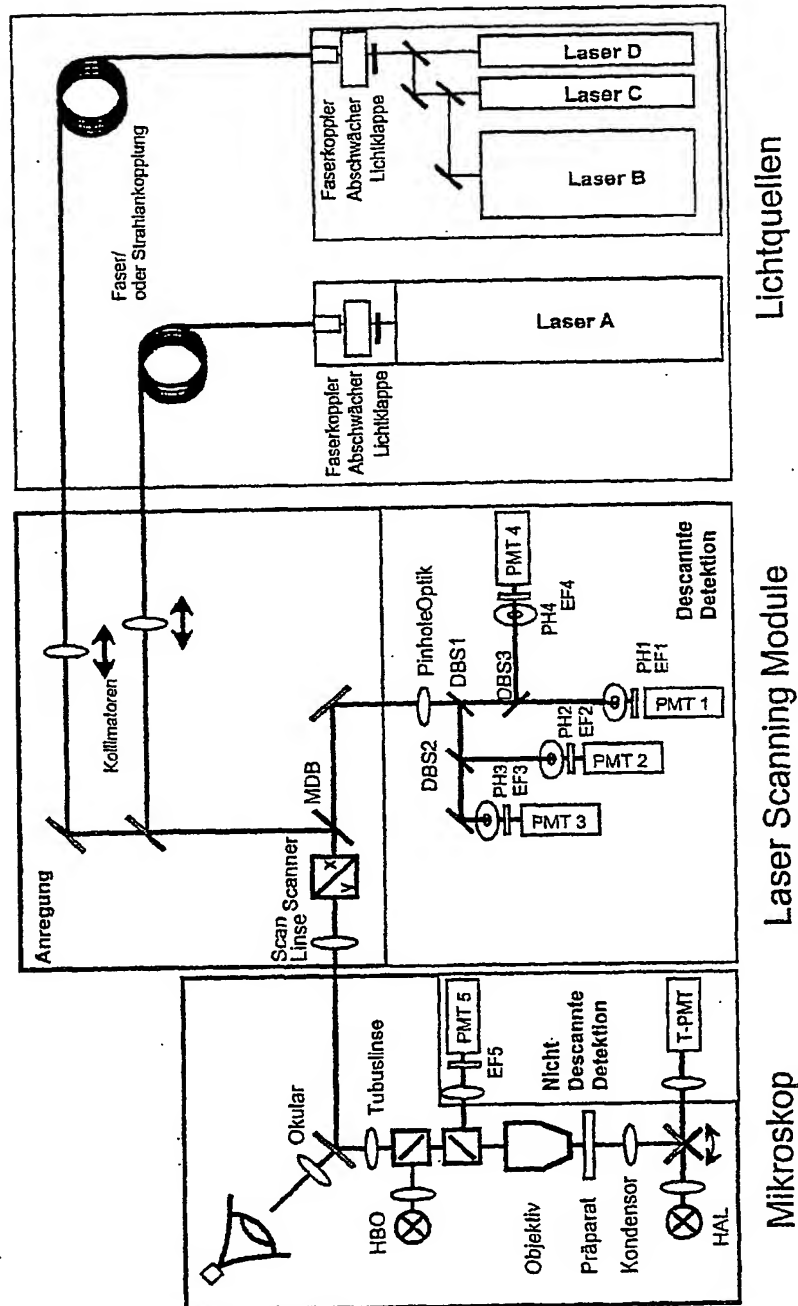 Laser D
Laser C
Laser B
Faserkoppler
Abschwächer
Lichtklappe
Faser/
oder Strahlankopplung
Laser A
Faserkoppler
Abschwächer
Lichtklappe
Lichtquellen
Kollimatoren
Anregung
MDB
Scanner
x
y
Scan
Linse
PinholeOptik
DBS1
DBS2
DBS3
PMT 4
PH4
EF4
PH1
EF1
PMT 1
PH2
EF2
PMT 2
PH3
EF3
PMT 3
Descannte
Detektion
Laser Scanning Module
Okular
Tubuslinse
HBO
PMT 5
EF5
Nicht-
Descannte
Detektion
T-PMT
Objektiv
Präparat
Kondensor
HAL
Mikroskop